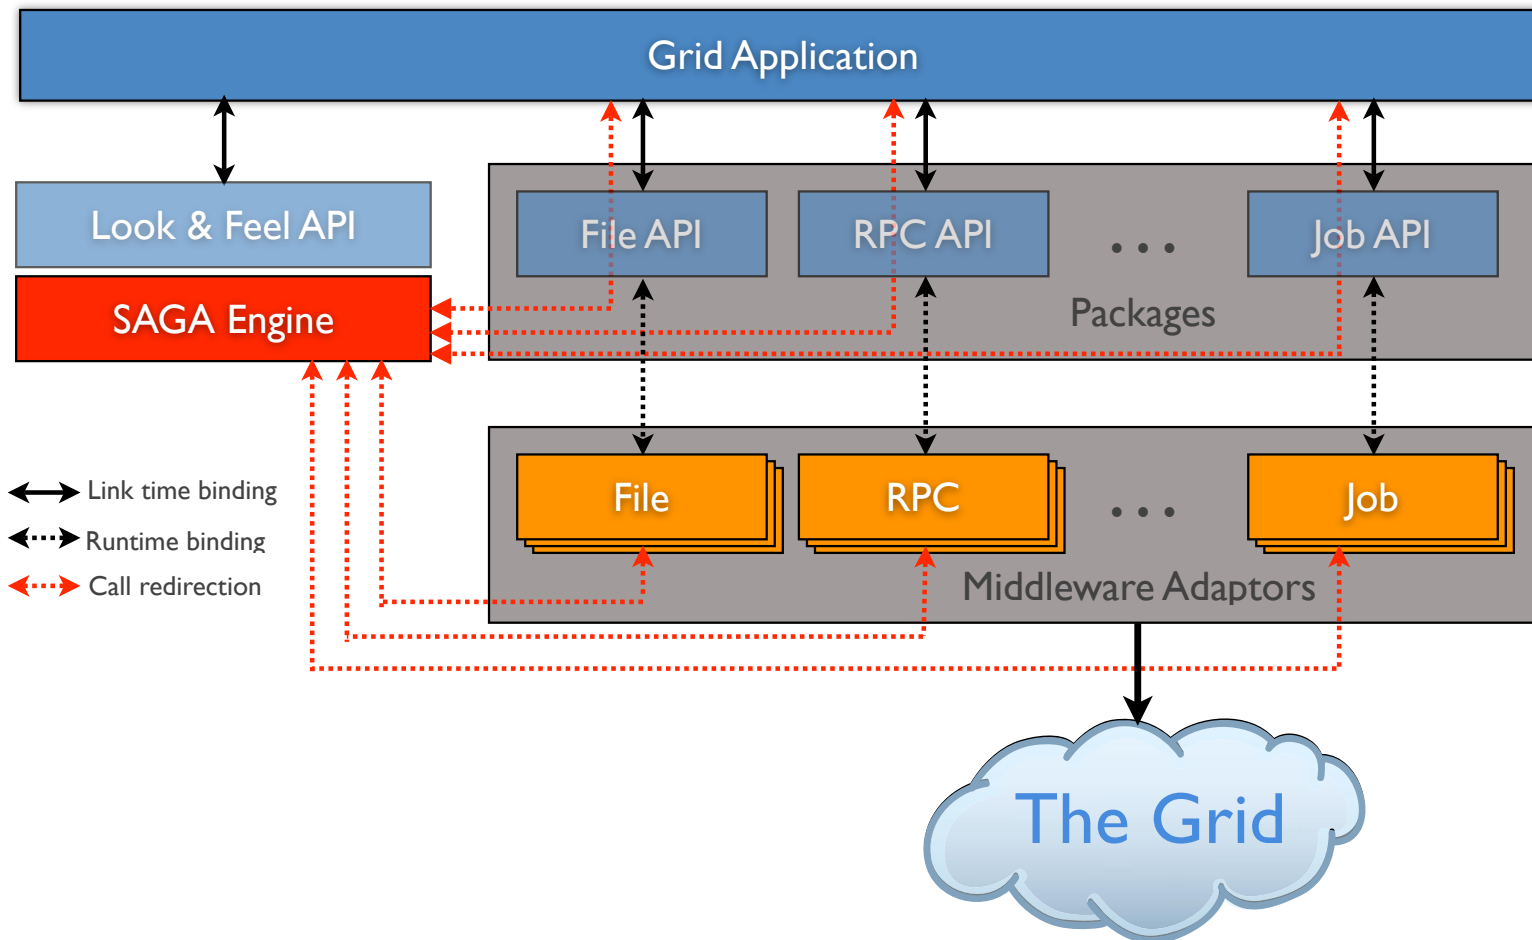 Grid Application
Look & Feel API
File API
RPC API
...
Job API
SAGA Engine
Packages
File
RPC
...
Job
Link time binding
Runtime binding
Call redirection
Middleware Adaptors
The Grid